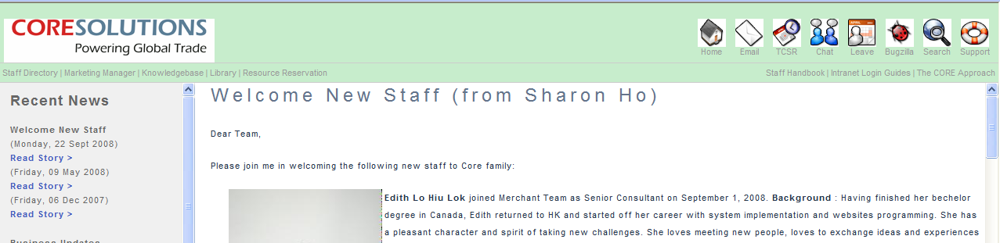 CORESOLUTIONS
Powering Global Trade
Home Email TCSR Chat Leave Bugzilla Search Support
Staff Directory | Marketing Manager | Knowledgebase | Library | Resource Reservation
Staff Handbook | Intranet Login Guides | The CORE Approach
Recent News
Welcome New Staff
(Monday, 22 Sept 2008)
Read Story >
(Friday, 09 May 2008)
Read Story >
(Friday, 06 Dec 2007)
Read Story >
Business Updates
Welcome New Staff (from Sharon Ho)
Dear Team,
Please join me in welcoming the following new staff to Core family:
Edith Lo Hiu Lok joined Merchant Team as Senior Consultant on September 1, 2008. Background : Having finished her bechelor
degree in Canada, Edith returned to HK and started off her career with system implementation and websites programming. She has
a pleasant character and spirit of taking new challenges. She loves meeting new people, loves to exchange ideas and experiences